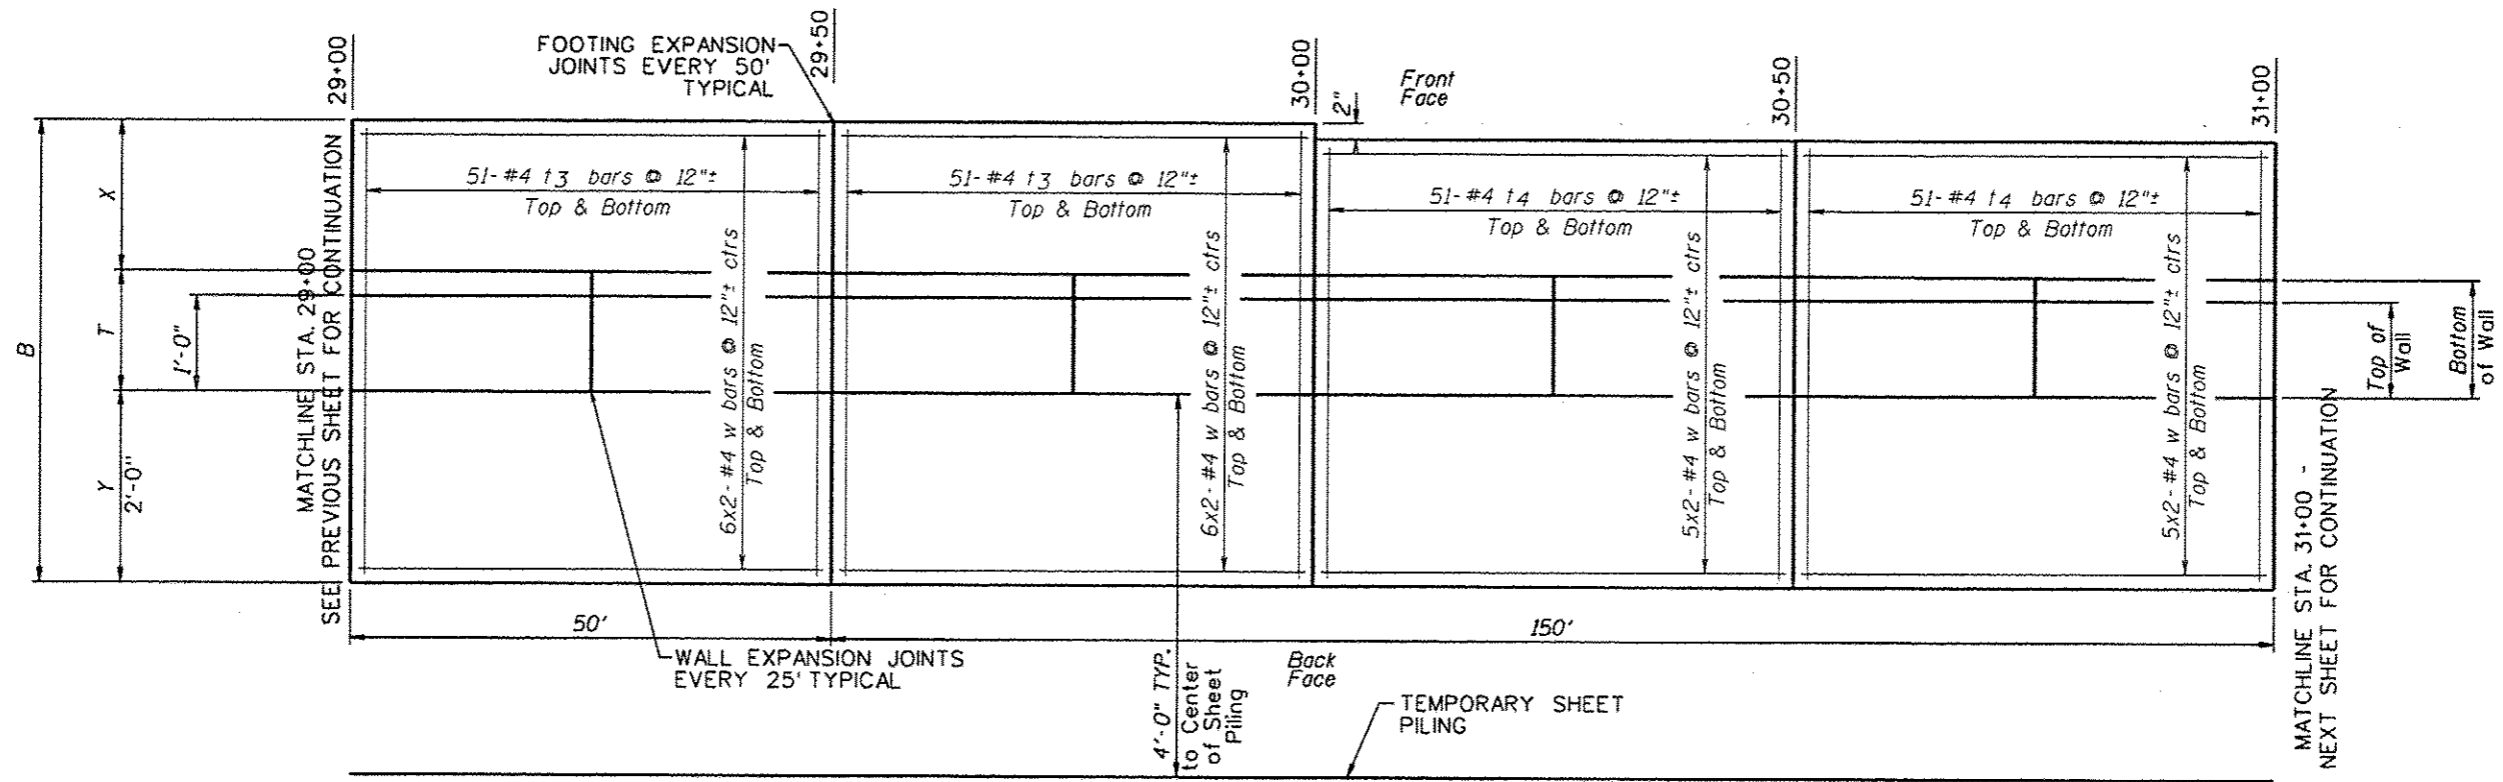 29+00
FOOTING EXPANSION
JOINTS EVERY 50'
TYPICAL
29+50
30+00
2"
Front
Face
30+50
31+00
B
X
T
Y
2'-0"
1'-0"
MATCHLINE STA. 29+00
SEE PREVIOUS SHEET FOR CONTINUATION
51-#4 t3 bars @ 12"±
Top & Bottom
51-#4 t3 bars @ 12"±
Top & Bottom
51-#4 t4 bars @ 12"±
Top & Bottom
51-#4 t4 bars @ 12"±
Top & Bottom
6x2-#4 w bars @ 12"± ctrs
Top & Bottom
6x2-#4 w bars @ 12"± ctrs
Top & Bottom
5x2-#4 w bars @ 12"± ctrs
Top & Bottom
5x2-#4 w bars @ 12"± ctrs
Top & Bottom
Top of
Wall
Bottom
of Wall
MATCHLINE STA. 31+00 -
NEXT SHEET FOR CONTINUATION
50'
150'
WALL EXPANSION JOINTS
EVERY 25' TYPICAL
4'-0" TYP.
to Center
of Sheet
Piling
Back
Face
TEMPORARY SHEET
PILING